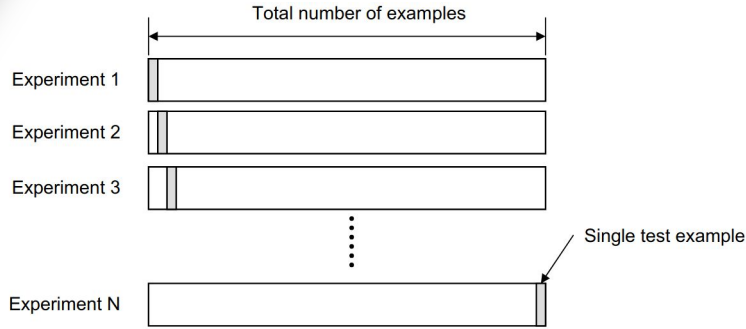 Total number of examples
Experiment 1
Experiment 2
Experiment 3
Single test example
Experiment N